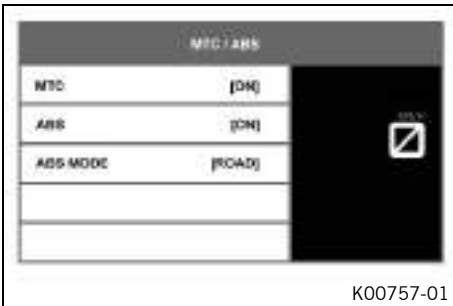 MTC / ABS
MTC [ON]
ABS [ON]
ABS MODE [ROAD]
K00757-01